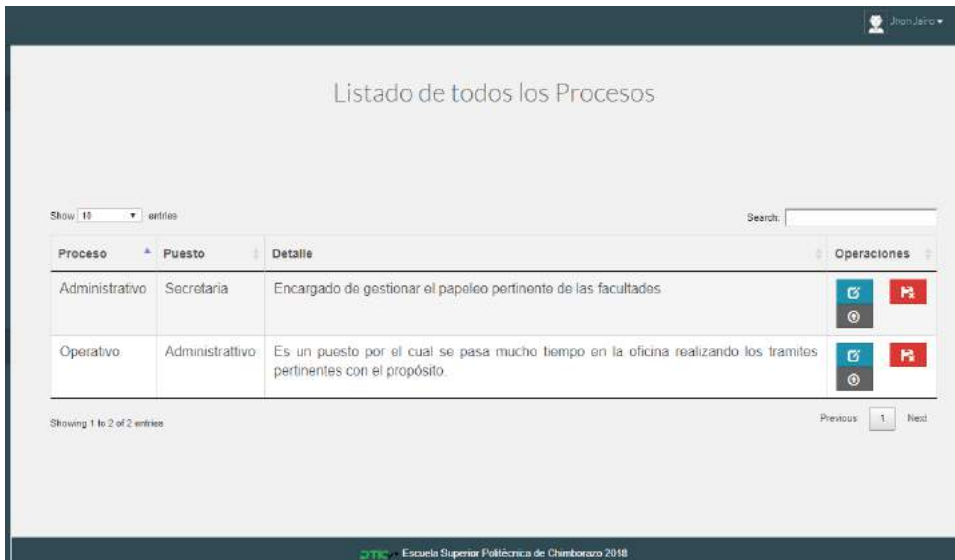 Jhon Jairo
Listado de todos los Procesos
Show 10 entries
Search:
Proceso Puesto Detalle Operaciones
Administrativo Secretaria Encargado de gestionar el papeleo pertinente de las facultades
Operativo Administrattivo Es un puesto por el cual se pasa mucho tiempo en la oficina realizando los tramites
pertinentes con el propósito.
Showing 1 to 2 of 2 entries
Previous 1 Next
DTIC Escuela Superior Politécnica de Chimborazo 2018